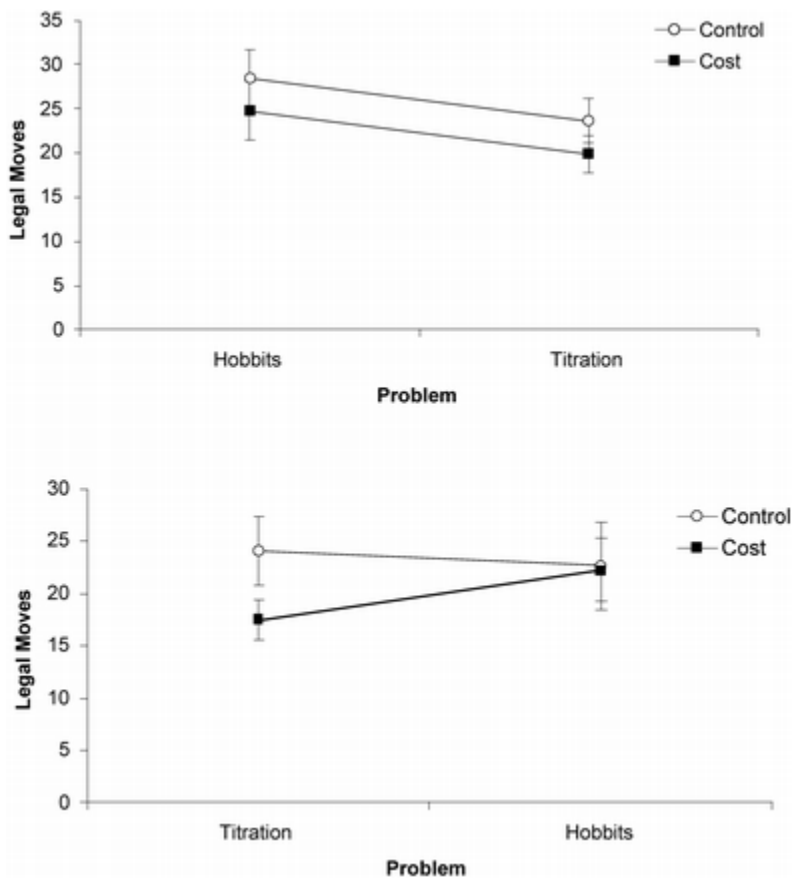 35
30
25
20
15
10
5
0
Legal Moves
Control
Cost
Hobbits Titration
Problem
30
25
20
15
10
5
0
Legal Moves
Control
Cost
Titration Hobbits
Problem